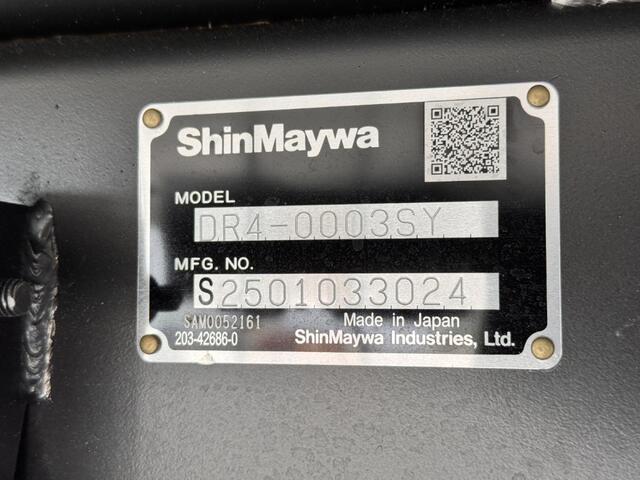 ShinMaywa
MODEL
DR4-0003SY
MFG. NO.
S2501033024
SAM0052161
Made in Japan
203-42686-0
ShinMaywa Industries, Ltd.